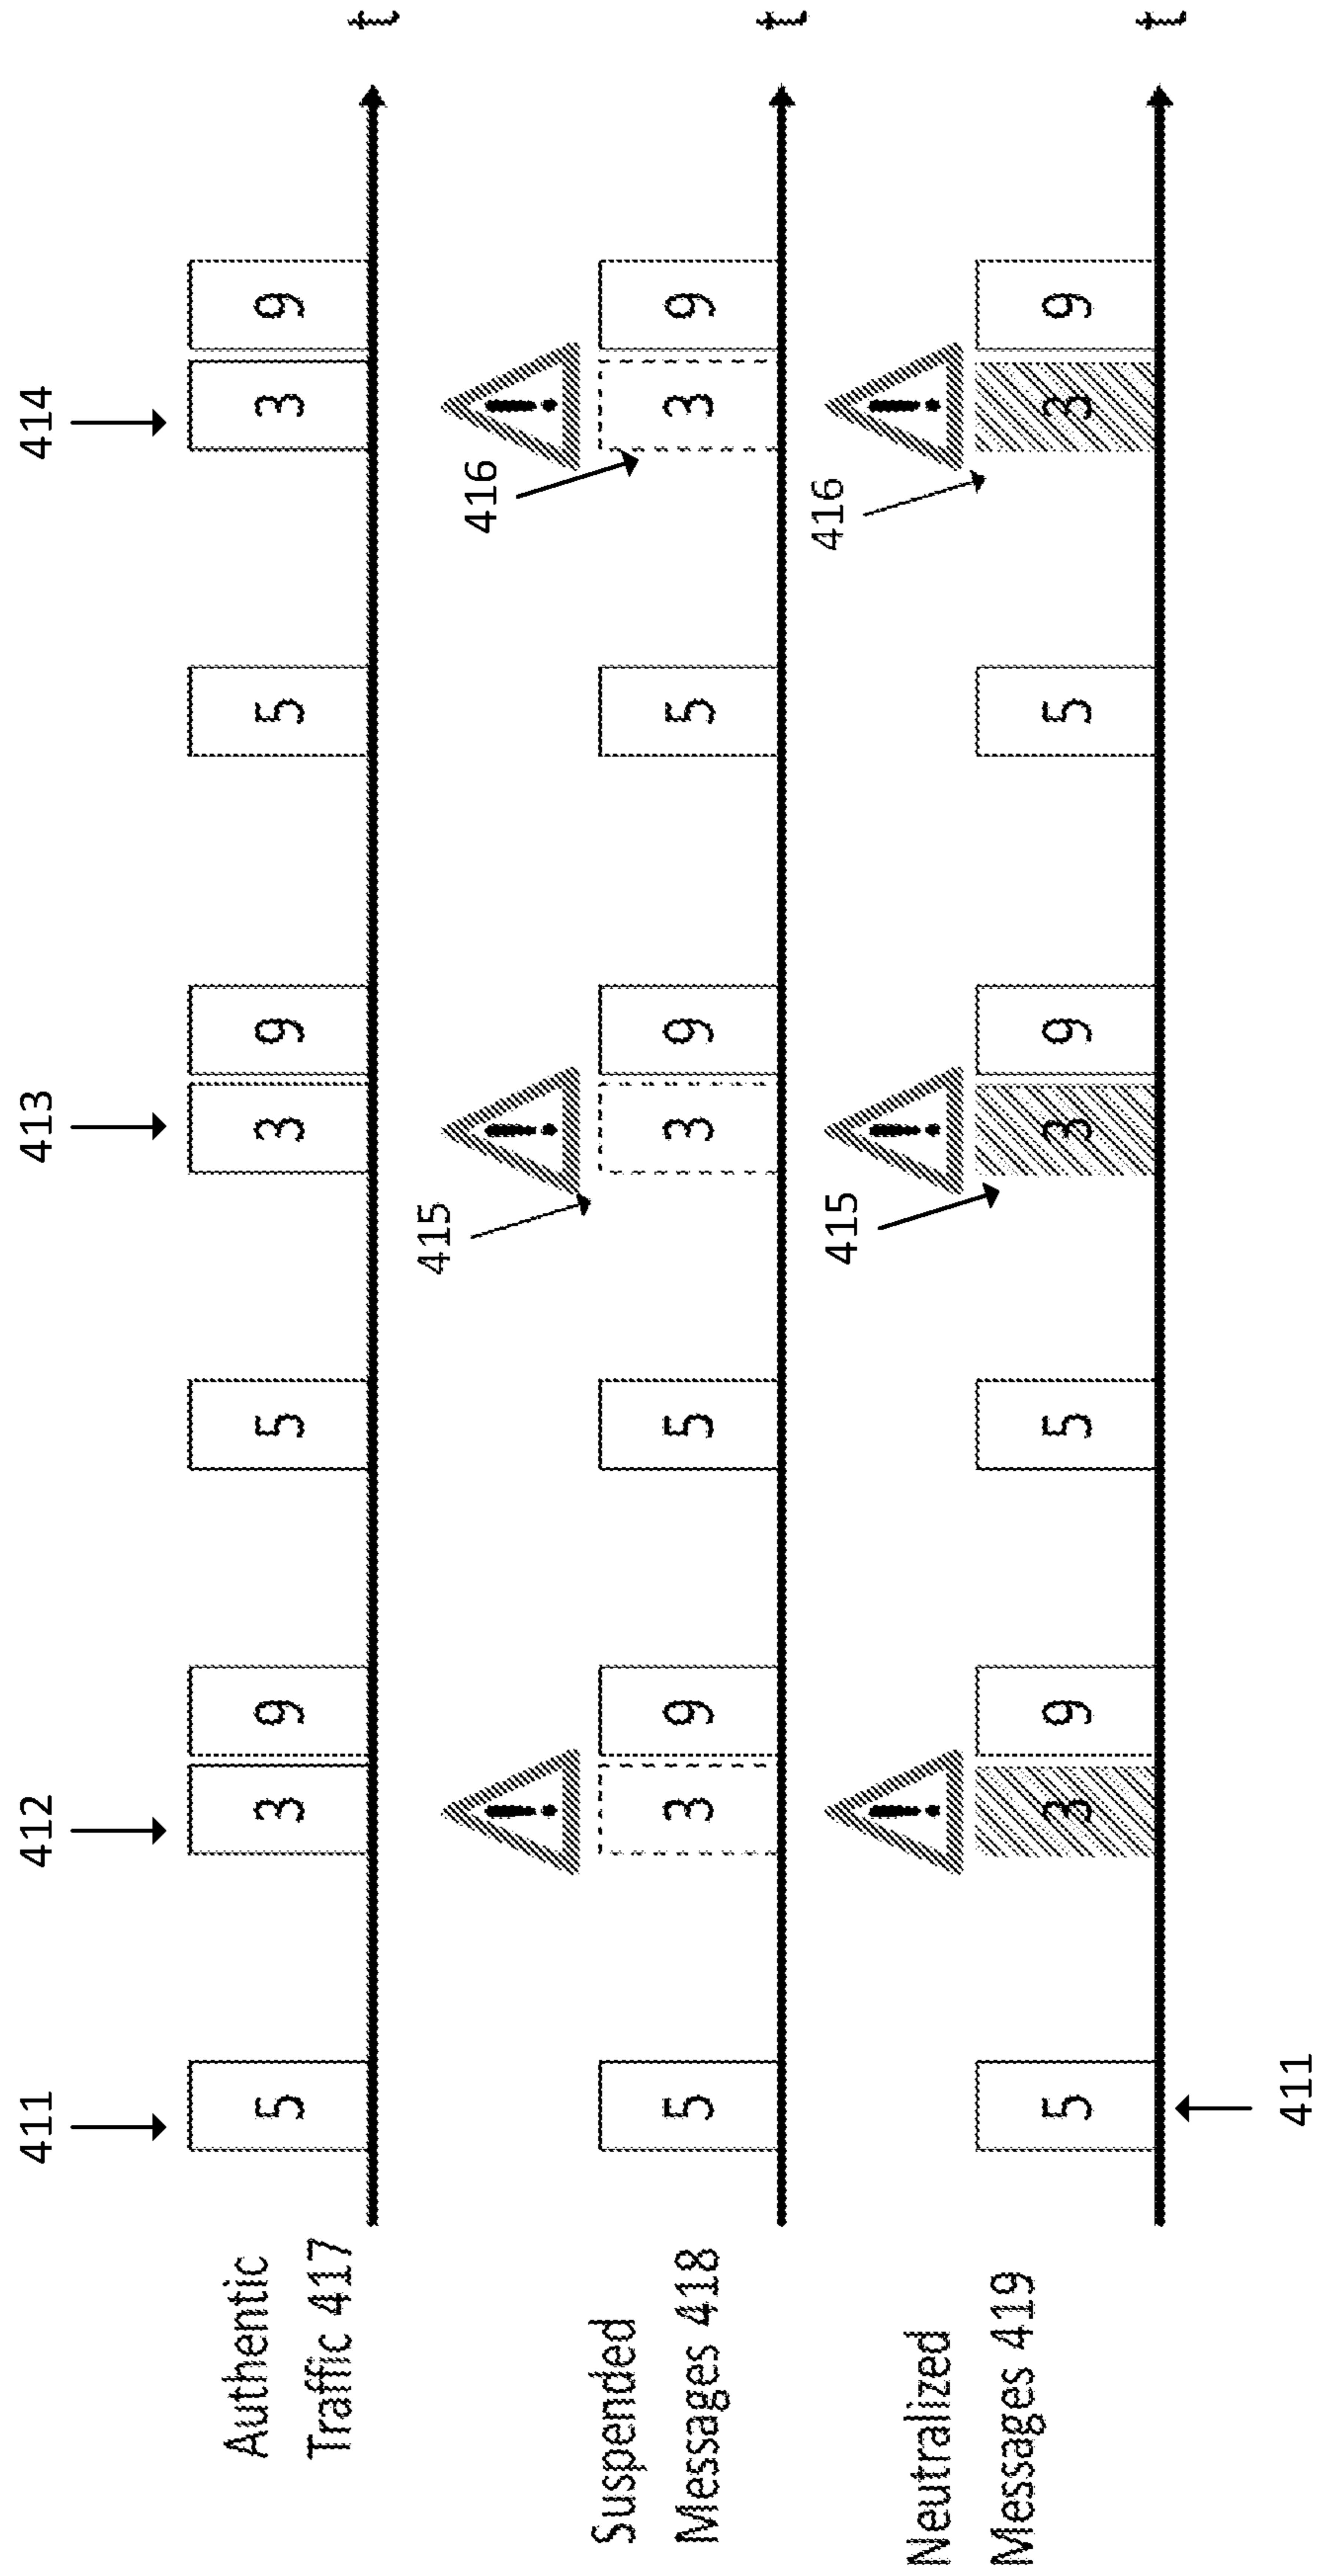 411 412 413 414
Authentic
Traffic 417
5 3 9 5 3 9 5 3 9
t
415 416
! ! !
Suspended
Messages 418
5 3 9 5 3 9 5 3 9
t
415 416
! ! !
Neutralized
Messages 419
5 3 9 5 3 9 5 3 9
t
411